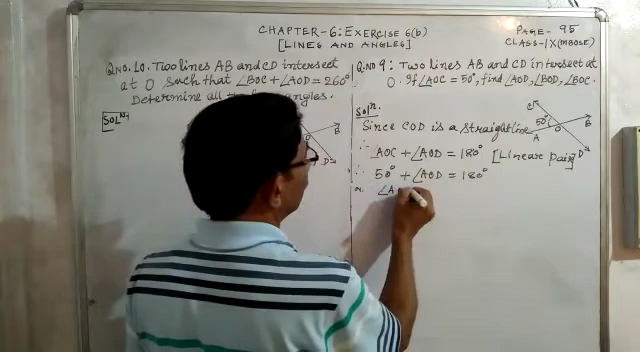 CHAPTER-6: EXERCISE 6(b)
[LINES AND ANGLES]
PAGE- 95
CLASS-IX(MBOSE)
Q.NO.10. Two lines AB and CD intersect
at O such that ∠BOC + ∠AOD = 260°
Determine all angles.
SOLN
O B
D
Q.NO 9: Two lines AB and CD intersect at
O. If ∠AOC = 50°, find ∠AOD, ∠BOD, ∠BOC.
Soln.
C
50° O B
A
D
Since COD is a straight line
∴ AOC + ∠AOD = 180° [Linear pair]
∴ 50° + ∠AOD = 180°
∠A